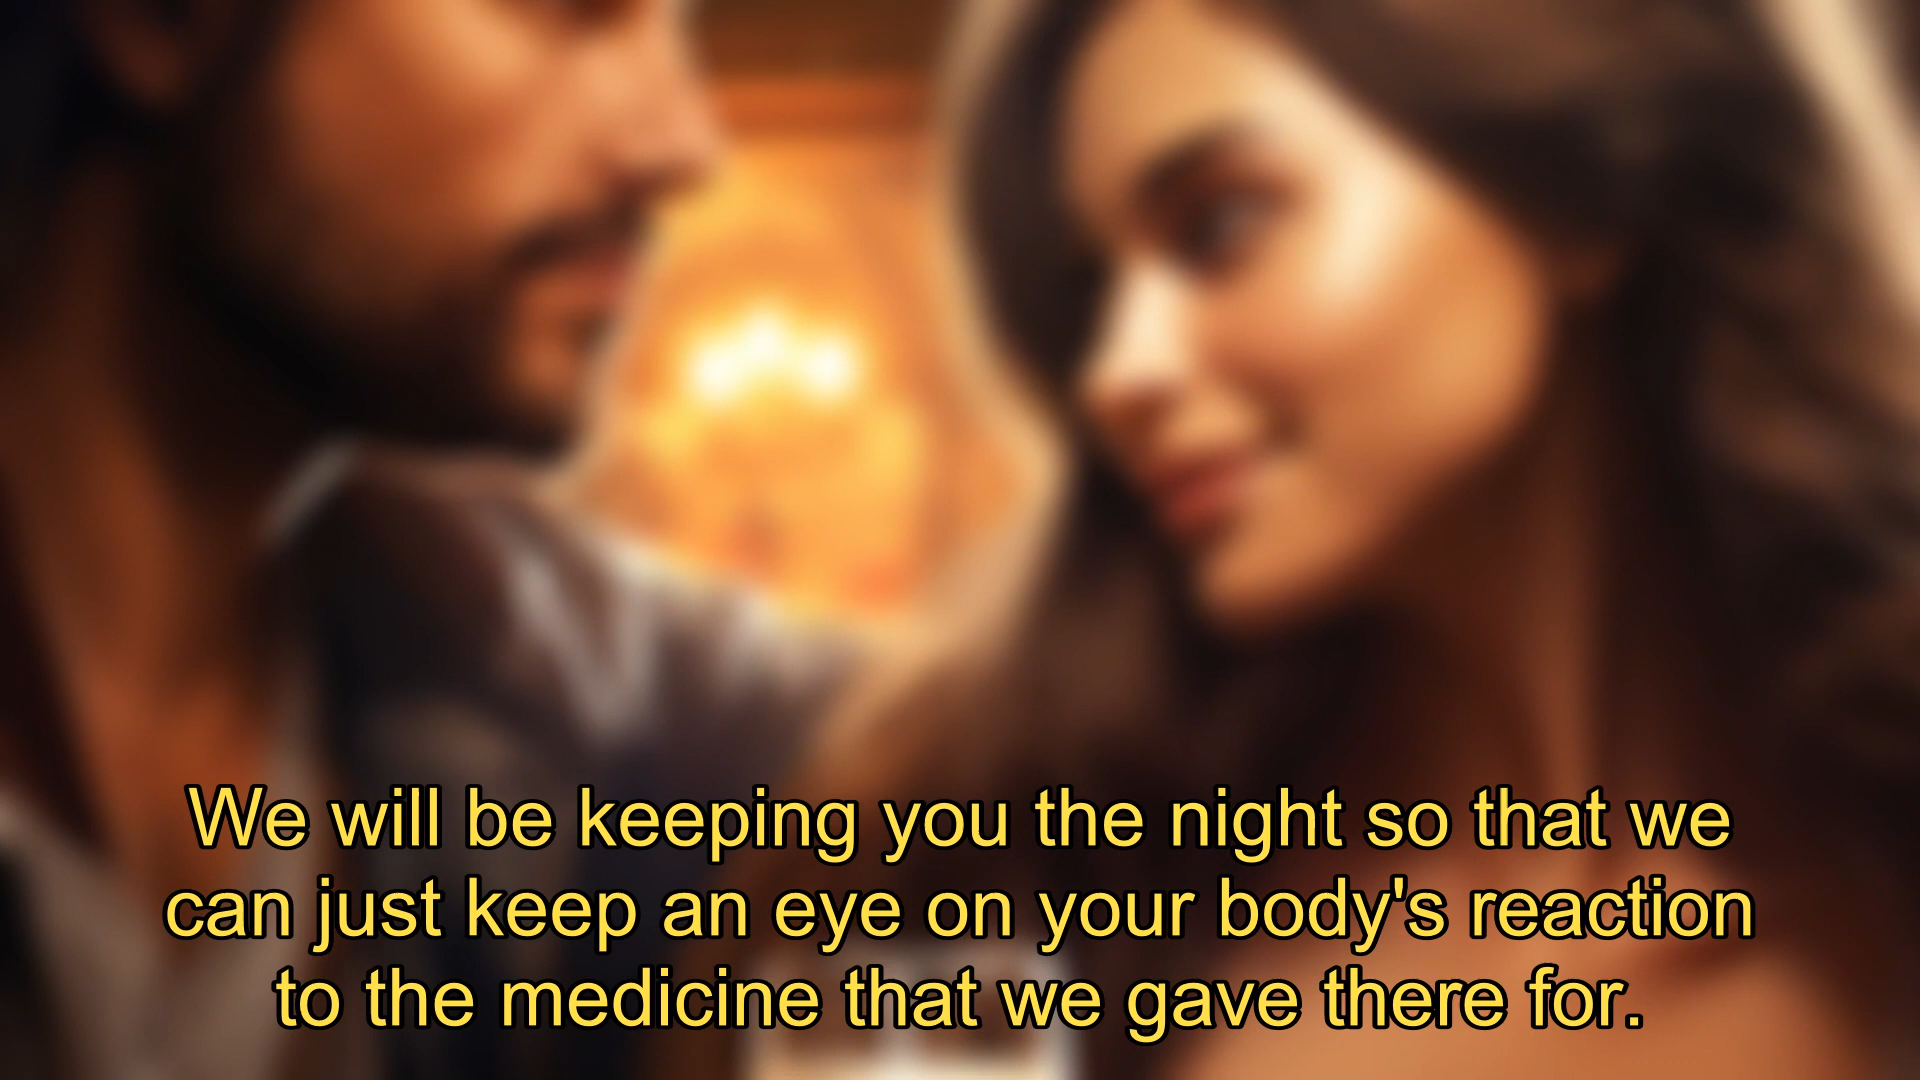 We will be keeping you the night so that we
can just keep an eye on your body's reaction
to the medicine that we gave there for.